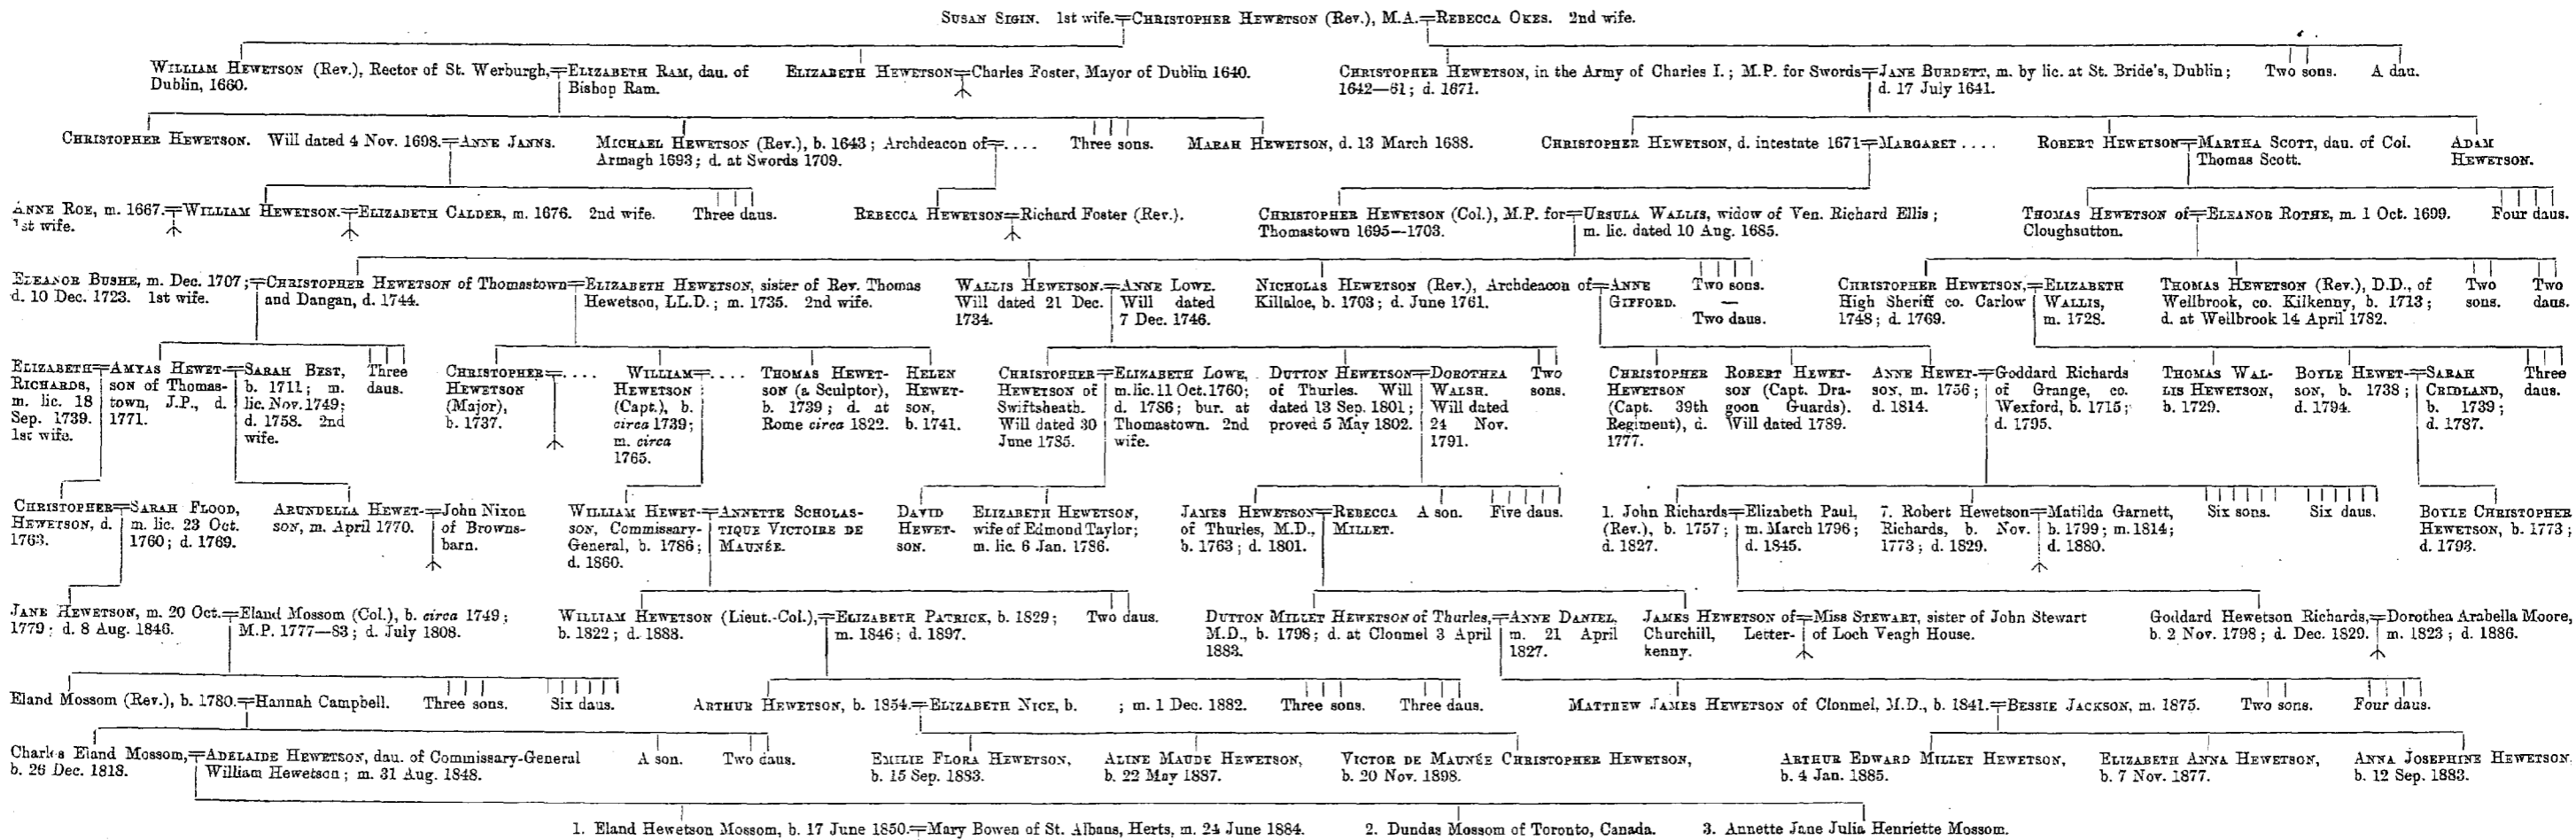 SUSAN SIGIN. 1st wife.=CHRISTOPHER HEWETSON (Rev.), M.A.=REBECCA OKES. 2nd wife.
WILLIAM HEWETSON (Rev.), Rector of St. Werburgh,=ELIZABETH RAM, dau. of
Dublin, 1660. Bishop Ram.
ELIZABETH HEWETSON=Charles Foster, Mayor of Dublin 1640.
CHRISTOPHER HEWETSON, in the Army of Charles I.; M.P. for Swords=JANE BURDETT, m. by lic. at St. Bride's, Dublin;
1642—61; d. 1671. d. 17 July 1641.
Two sons. A dau.
CHRISTOPHER HEWETSON. Will dated 4 Nov. 1698.=ANNE JANNS.
MICHAEL HEWETSON (Rev.), b. 1643; Archdeacon of=. . . .
Armagh 1693; d. at Swords 1709.
Three sons.
MARAH HEWETSON, d. 13 March 1688.
CHRISTOPHER HEWETSON, d. intestate 1671=MARGARET . . . .
ROBERT HEWETSON=MARTHA SCOTT, dau. of Col.
Thomas Scott.
ADAM
HEWETSON.
ANNE ROE, m. 1667.=WILLIAM HEWETSON.=ELIZABETH CALDER, m. 1676. 2nd wife.
1st wife.
Three daus.
REBECCA HEWETSON=Richard Foster (Rev.).
CHRISTOPHER HEWETSON (Col.), M.P. for=URSULA WALLIS, widow of Ven. Richard Ellis;
Thomastown 1695—1703. m. lic. dated 10 Aug. 1685.
THOMAS HEWETSON of=ELEANOR ROTHE, m. 1 Oct. 1699.
Cloughsutton.
Four daus.
ELEANOR BUSHE, m. Dec. 1707;=CHRISTOPHER HEWETSON of Thomastown=ELIZABETH HEWETSON, sister of Rev. Thomas
d. 10 Dec. 1723. 1st wife. and Dangan, d. 1744. Hewetson, LL.D.; m. 1735. 2nd wife.
WALLIS HEWETSON.=ANNE LOWE.
Will dated 21 Dec. Will dated
1734. 7 Dec. 1746.
NICHOLAS HEWETSON (Rev.), Archdeacon of=ANNE
Killaloe, b. 1703; d. June 1761. GIFFORD.
Two sons.
—
Two daus.
CHRISTOPHER HEWETSON,=ELIZABETH
High Sheriff co. Carlow WALLIS,
1748; d. 1769. m. 1728.
THOMAS HEWETSON (Rev.), D.D., of
Wellbrook, co. Kilkenny, b. 1713;
d. at Wellbrook 14 April 1782.
Two
sons.
Two
daus.
ELIZABETH=AMYAS HEWET-=SARAH BEST,
RICHARDS, son of Thomas- b. 1711; m.
m. lic. 18 town, J.P., d. lic. Nov. 1749;
Sep. 1739. 1771. d. 1758. 2nd
1st wife. wife.
Three
daus.
CHRISTOPHER=. . . .
HEWETSON
(Major),
b. 1737.
WILLIAM=. . . .
HEWETSON
(Capt.), b.
circa 1739;
m. circa
1765.
THOMAS HEWET-
SON (a Sculptor),
b. 1739; d. at
Rome circa 1822.
HELEN
HEWET-
SON,
b. 1741.
CHRISTOPHER=ELIZABETH LOWE,
HEWETSON of m. lic. 11 Oct. 1760;
Swiftsheath. d. 1786; bur. at
Will dated 30 Thomastown. 2nd
June 1785. wife.
DUTTON HEWETSON=DOROTHEA
of Thurles. Will WALSH.
dated 13 Sep. 1801; Will dated
proved 5 May 1802. 24 Nov.
1791.
Two
sons.
CHRISTOPHER
HEWETSON
(Capt. 39th
Regiment), d.
1777.
ROBERT HEWET-
SON (Capt. Dra-
goon Guards).
Will dated 1789.
ANNE HEWET-=Goddard Richards
SON, m. 1756; of Grange, co.
d. 1814. Wexford, b. 1715;
d. 1795.
THOMAS WAL-
LIS HEWETSON,
b. 1729.
BOYLE HEWET-=SARAH
SON, b. 1738; CRIDLAND,
d. 1794. b. 1739;
d. 1787.
Three
daus.
CHRISTOPHER=SARAH FLOOD,
HEWETSON, d. m. lic. 23 Oct.
1763. 1760; d. 1769.
ARUNDELLA HEWET-=John Nixon
SON, m. April 1770. of Browns-
barn.
WILLIAM HEWET-=ANNETTE SCHOLAS-
SON, Commissary- TIQUE VICTOIRE DE
General, b. 1786; MAUNÉE.
d. 1860.
DAVID
HEWET-
SON.
ELIZABETH HEWETSON,
wife of Edmond Taylor;
m. lic. 6 Jan. 1786.
JAMES HEWETSON=REBECCA
of Thurles, M.D., MILLET.
b. 1763; d. 1801.
A son. Five daus.
1. John Richards=Elizabeth Paul,
(Rev.), b. 1757; m. March 1796;
d. 1827. d. 1845.
7. Robert Hewetson=Matilda Garnett,
Richards, b. Nov. b. 1799; m. 1814;
1773; d. 1829. d. 1880.
Six sons. Six daus.
BOYLE CHRISTOPHER
HEWETSON, b. 1773;
d. 1793.
JANE HEWETSON, m. 20 Oct.=Eland Mossom (Col.), b. circa 1749;
1779; d. 8 Aug. 1846. M.P. 1777—83; d. July 1808.
WILLIAM HEWETSON (Lieut.-Col.),=ELIZABETH PATRICK, b. 1829;
b. 1822; d. 1888. m. 1846; d. 1897.
Two daus.
DUTTON MILLET HEWETSON of Thurles,=ANNE DANIEL,
M.D., b. 1798; d. at Clonmel 3 April m. 21 April
1883. 1827.
JAMES HEWETSON of=Miss STEWART, sister of John Stewart
Churchill, Letter- of Loch Veagh House.
kenny.
Goddard Hewetson Richards,=Dorothea Arabella Moore,
b. 2 Nov. 1798; d. Dec. 1829. m. 1823; d. 1886.
Eland Mossom (Rev.), b. 1780.=Hannah Campbell. Three sons. Six daus.
ARTHUR HEWETSON, b. 1854.=ELIZABETH NICE, b. ; m. 1 Dec. 1882. Three sons. Three daus.
MATTHEW JAMES HEWETSON of Clonmel, M.D., b. 1841.=BESSIE JACKSON, m. 1875. Two sons. Four daus.
Charles Eland Mossom,=ADELAIDE HEWETSON, dau. of Commissary-General
b. 26 Dec. 1818. William Hewetson; m. 31 Aug. 1848.
A son. Two daus.
EMILIE FLORA HEWETSON,
b. 15 Sep. 1883.
ALINE MAUDE HEWETSON,
b. 22 May 1887.
VICTOR DE MAUNÉE CHRISTOPHER HEWETSON,
b. 20 Nov. 1898.
ARTHUR EDWARD MILLET HEWETSON,
b. 4 Jan. 1885.
ELIZABETH ANNA HEWETSON,
b. 7 Nov. 1877.
ANNA JOSEPHINE HEWETSON.
b. 12 Sep. 1883.
1. Eland Hewetson Mossom, b. 17 June 1850.=Mary Bowen of St. Albans, Herts, m. 24 June 1884. 2. Dundas Mossom of Toronto, Canada. 3. Annette Jane Julia Henriette Mossom.